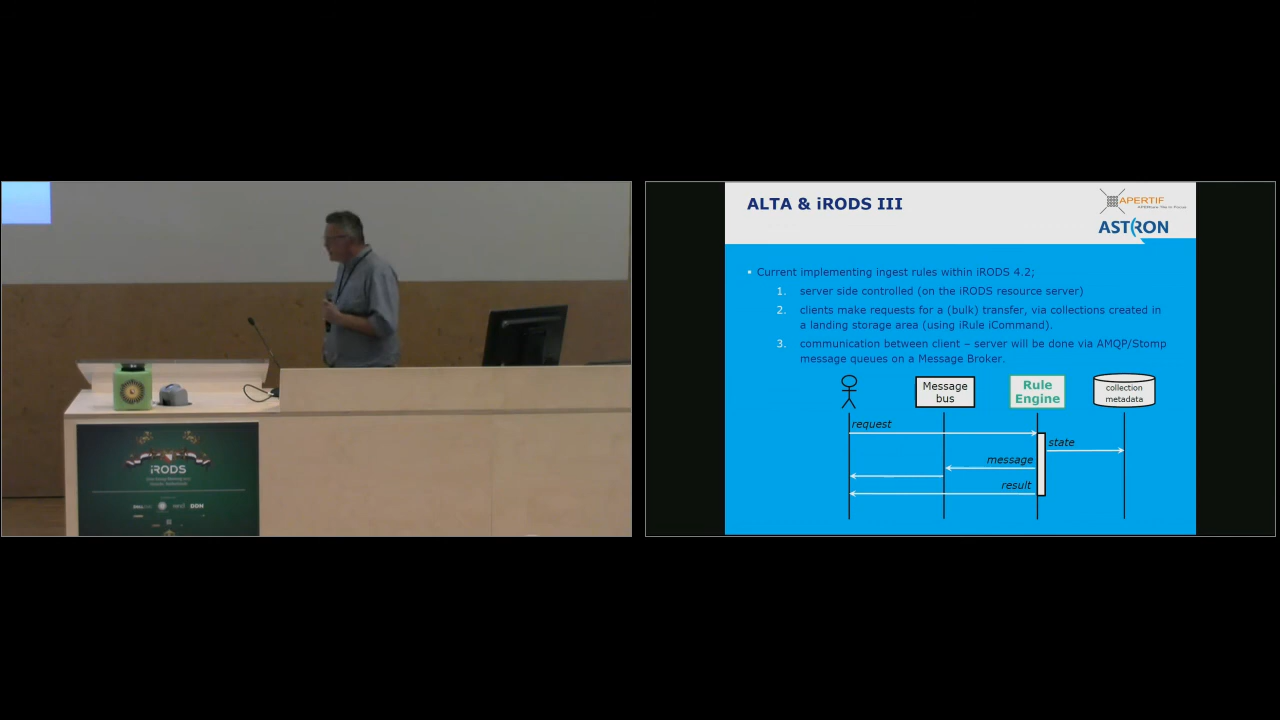 ALTA & iRODS III
APERTIF
ASTRON
• Current implementing ingest rules within iRODS 4.2;
1. server side controlled (on the iRODS resource server)
2. clients make requests for a (bulk) transfer, via collections created in
a landing storage area (using iRule iCommand).
3. communication between client – server will be done via AMQP/Stomp
message queues on a Message Broker.
Message
bus
Rule
Engine
collection
metadata
request
state
message
result
iRODS
DDN